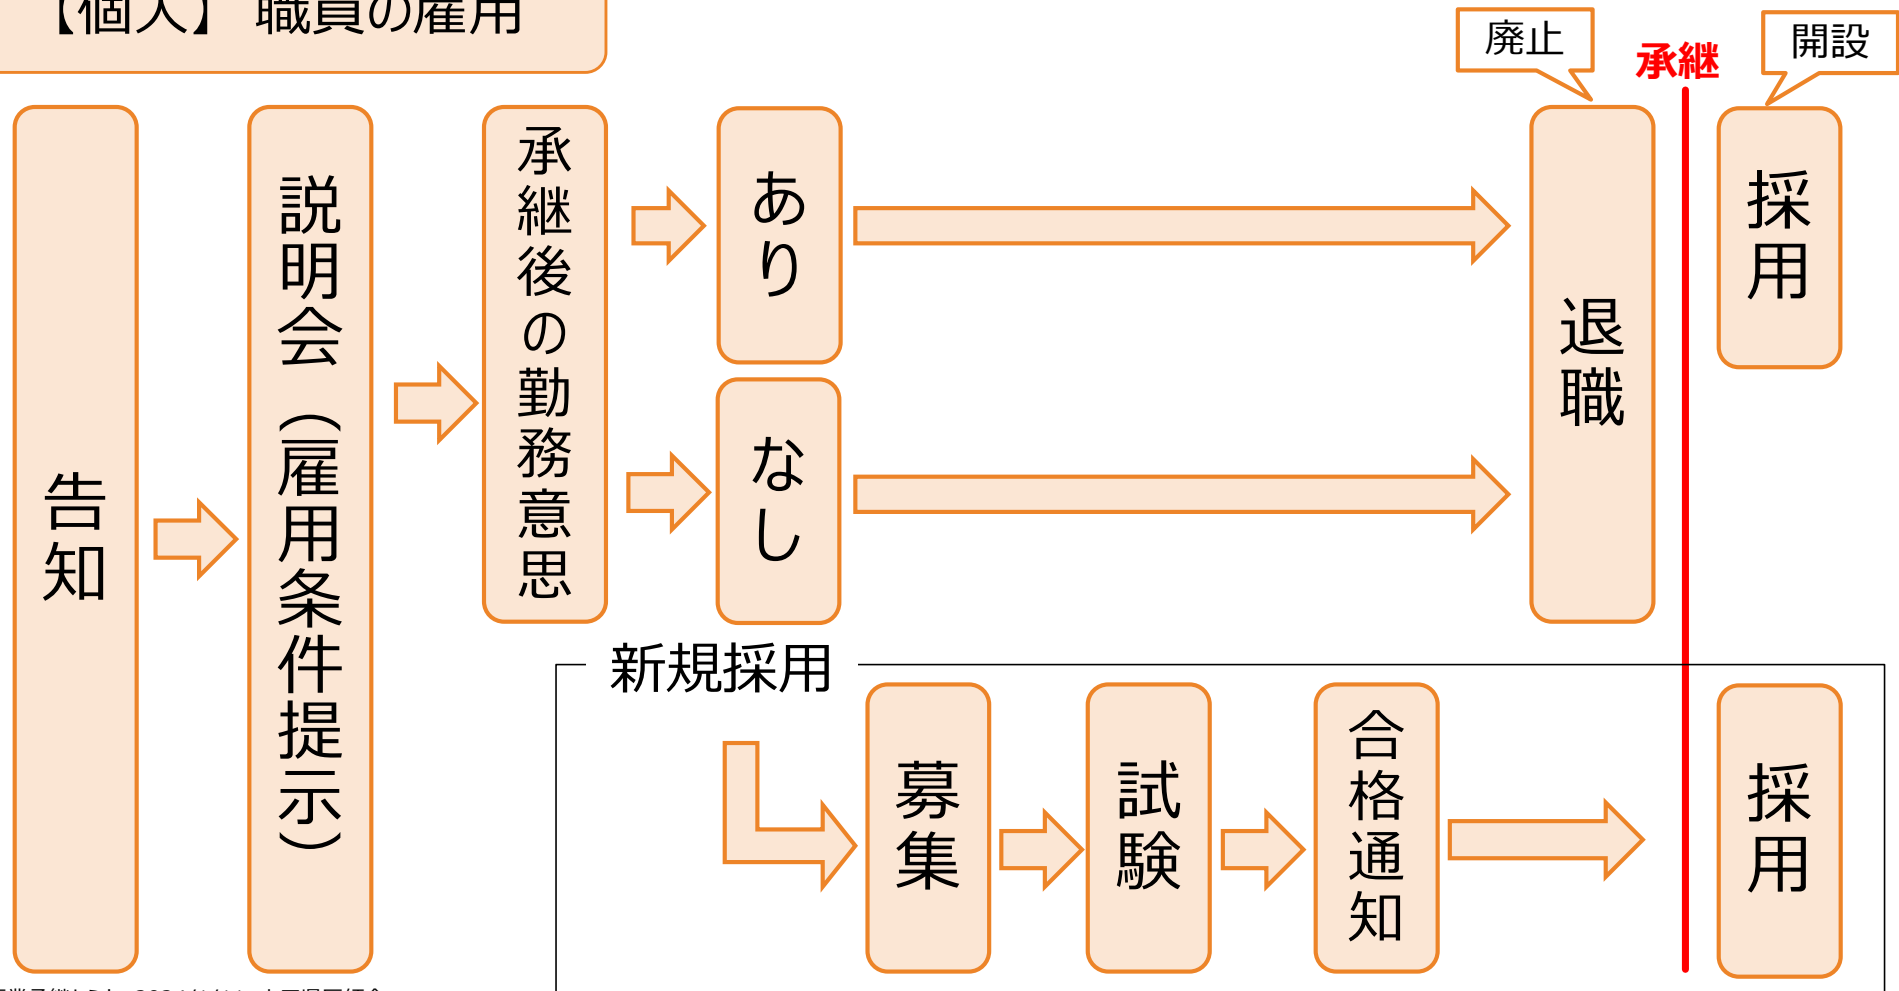 【個人】 職員の雇用
廃止
承継
開設
告知
説明会（雇用条件提示）
承継後の勤務意思
あり
なし
退職
採用
新規採用
募集
試験
合格通知
採用